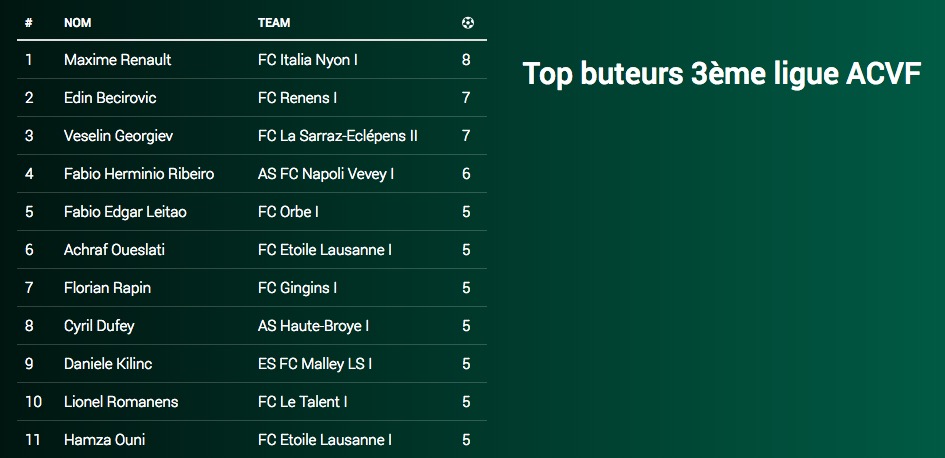 # NOM TEAM
1 Maxime Renault FC Italia Nyon I 8
2 Edin Becirovic FC Renens I 7
3 Veselin Georgiev FC La Sarraz-Eclépens II 7
4 Fabio Herminio Ribeiro AS FC Napoli Vevey I 6
5 Fabio Edgar Leitao FC Orbe I 5
6 Achraf Oueslati FC Etoile Lausanne I 5
7 Florian Rapin FC Gingins I 5
8 Cyril Dufey AS Haute-Broye I 5
9 Daniele Kilinc ES FC Malley LS I 5
10 Lionel Romanens FC Le Talent I 5
11 Hamza Ouni FC Etoile Lausanne I 5
Top buteurs 3ème ligue ACVF